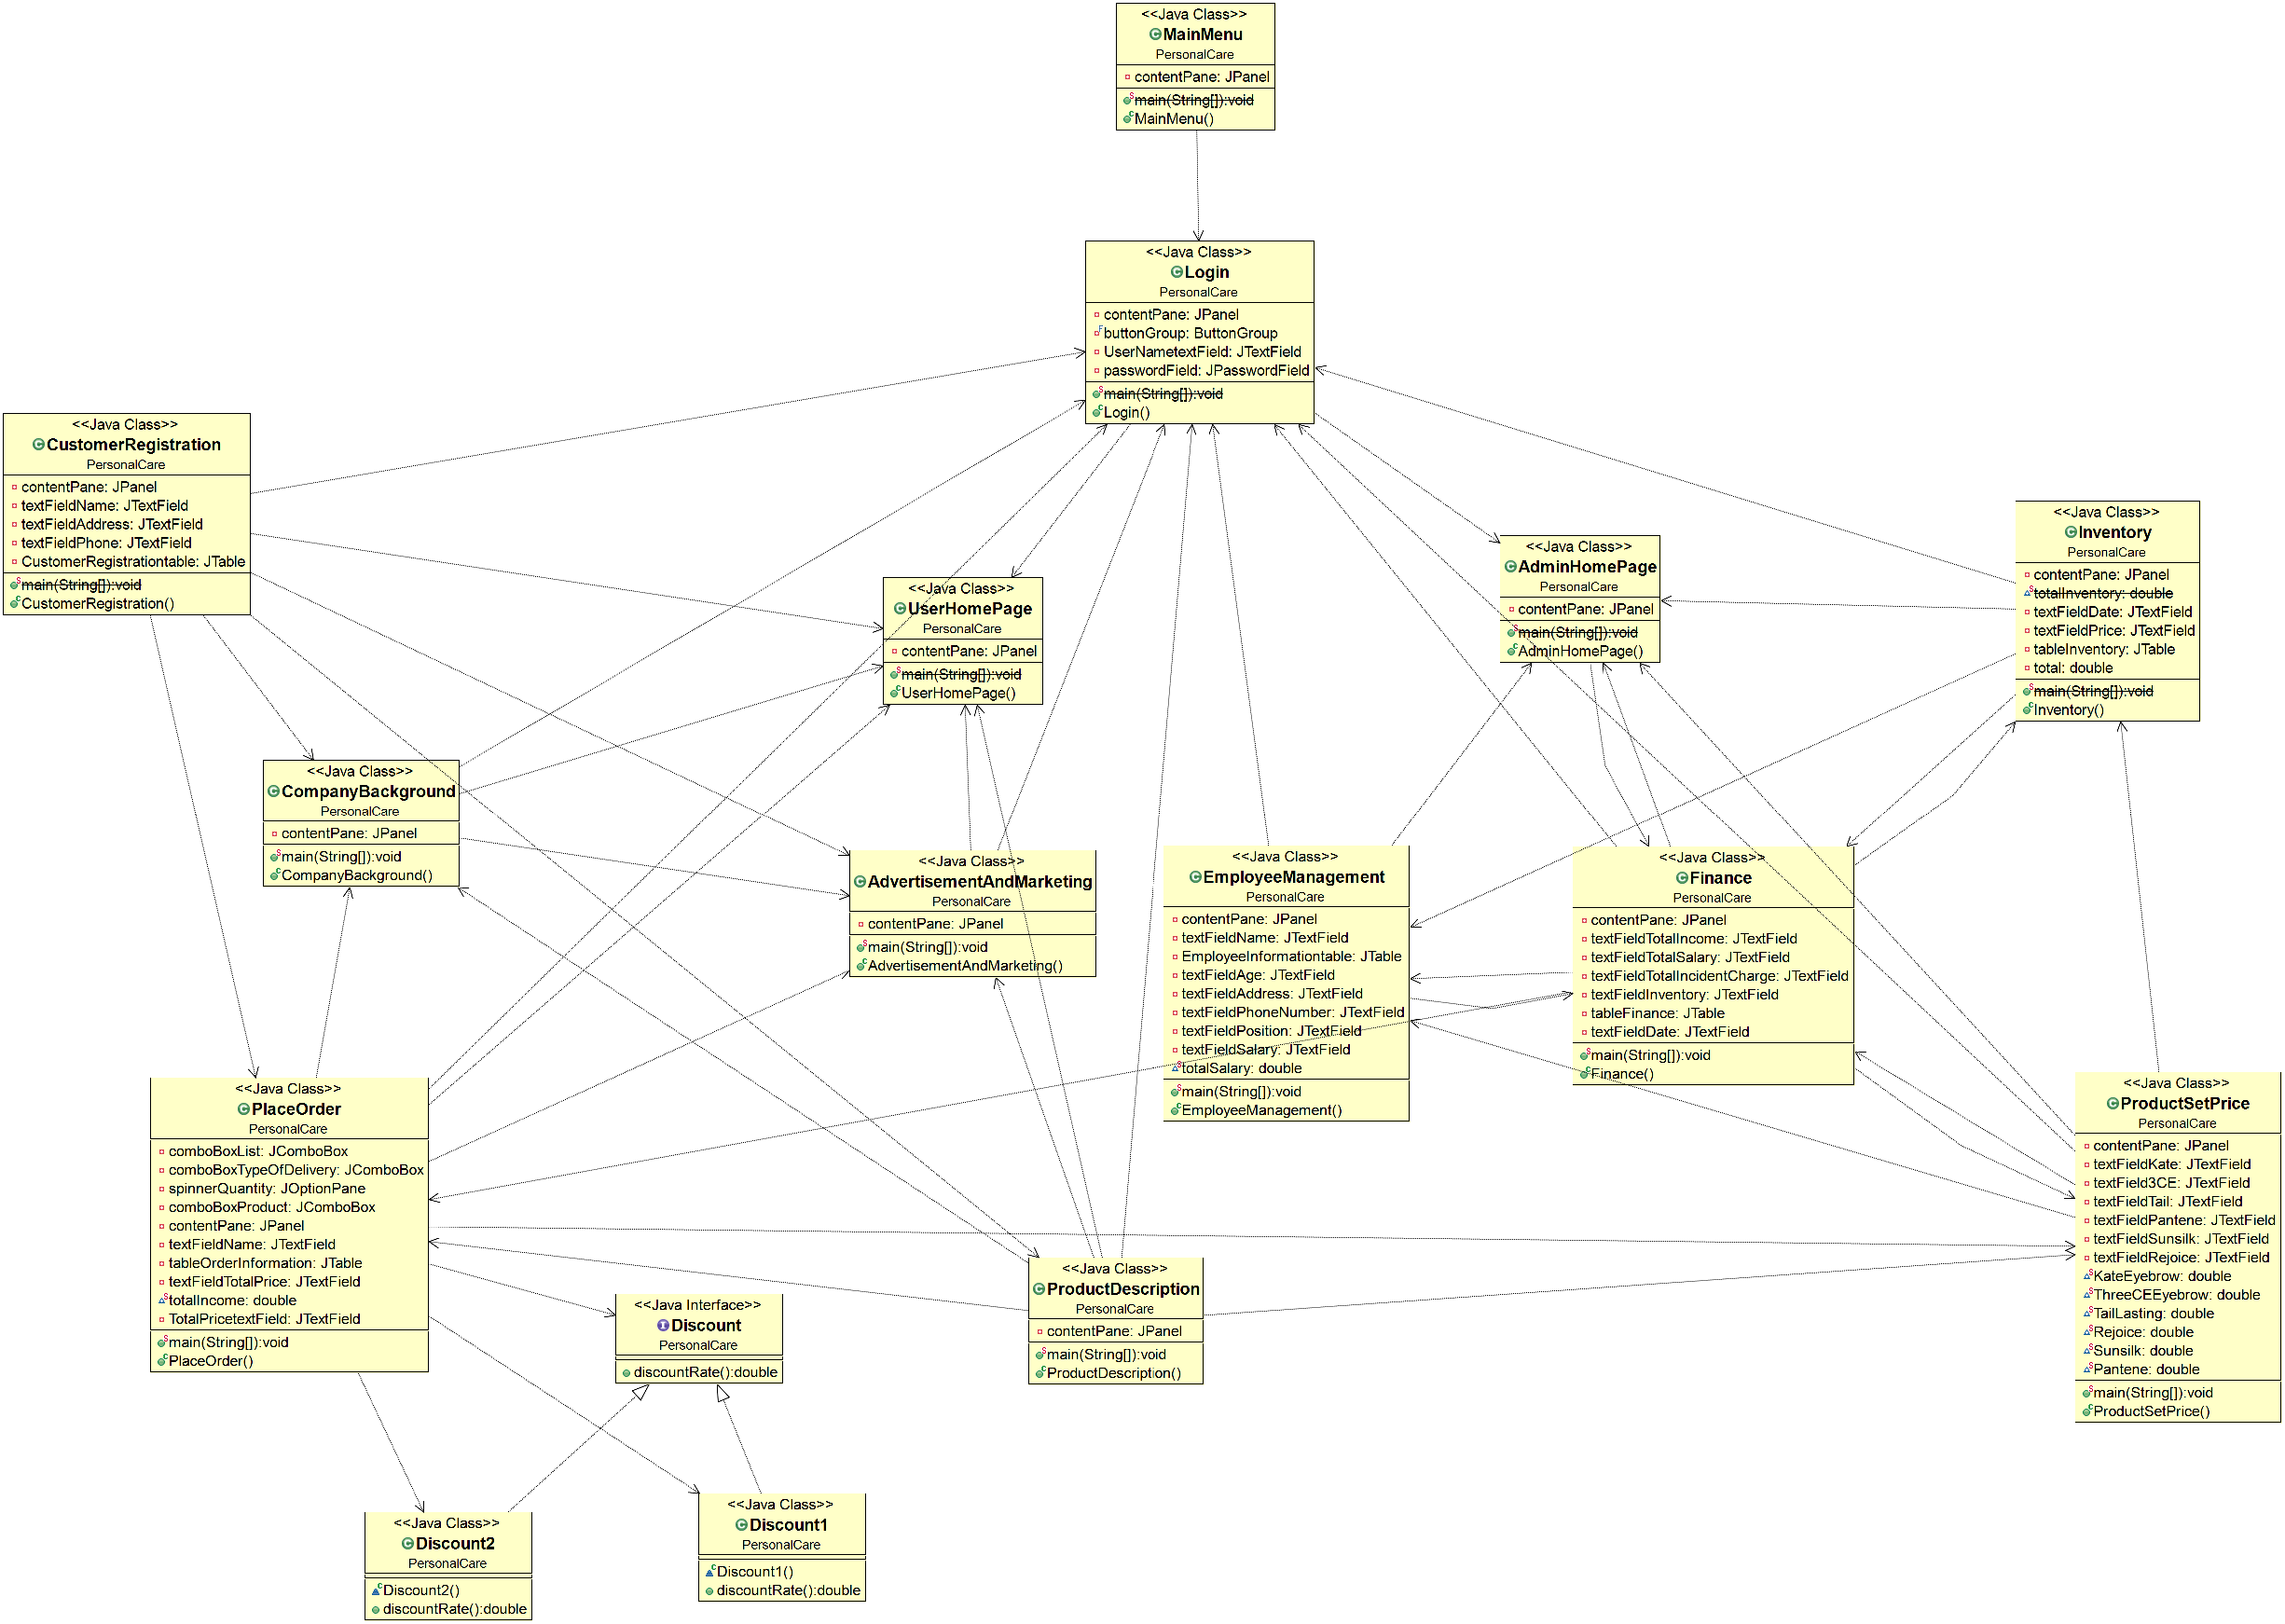 <<Java Class>>
MainMenu
PersonalCare
contentPane: JPanel
main(String[]):void
MainMenu()
<<Java Class>>
Login
PersonalCare
contentPane: JPanel
buttonGroup: ButtonGroup
UserNametextField: JTextField
passwordField: JPasswordField
main(String[]):void
Login()
<<Java Class>>
CustomerRegistration
PersonalCare
contentPane: JPanel
textFieldName: JTextField
textFieldAddress: JTextField
textFieldPhone: JTextField
CustomerRegistrationtable: JTable
main(String[]):void
CustomerRegistration()
<<Java Class>>
Inventory
PersonalCare
contentPane: JPanel
totalInventory: double
textFieldDate: JTextField
textFieldPrice: JTextField
tableInventory: JTable
total: double
main(String[]):void
Inventory()
<<Java Class>>
AdminHomePage
PersonalCare
contentPane: JPanel
main(String[]):void
AdminHomePage()
<<Java Class>>
UserHomePage
PersonalCare
contentPane: JPanel
main(String[]):void
UserHomePage()
<<Java Class>>
CompanyBackground
PersonalCare
contentPane: JPanel
main(String[]):void
CompanyBackground()
<<Java Class>>
AdvertisementAndMarketing
PersonalCare
contentPane: JPanel
main(String[]):void
AdvertisementAndMarketing()
<<Java Class>>
EmployeeManagement
PersonalCare
contentPane: JPanel
textFieldName: JTextField
EmployeeInformationtable: JTable
textFieldAge: JTextField
textFieldAddress: JTextField
textFieldPhoneNumber: JTextField
textFieldPosition: JTextField
textFieldSalary: JTextField
totalSalary: double
main(String[]):void
EmployeeManagement()
<<Java Class>>
Finance
PersonalCare
contentPane: JPanel
textFieldTotalIncome: JTextField
textFieldTotalSalary: JTextField
textFieldTotalIncidentCharge: JTextField
textFieldInventory: JTextField
tableFinance: JTable
textFieldDate: JTextField
main(String[]):void
Finance()
<<Java Class>>
PlaceOrder
PersonalCare
comboBoxList: JComboBox
comboBoxTypeOfDelivery: JComboBox
spinnerQuantity: JOptionPane
comboBoxProduct: JComboBox
contentPane: JPanel
textFieldName: JTextField
tableOrderInformation: JTable
textFieldTotalPrice: JTextField
totalIncome: double
TotalPricetextField: JTextField
main(String[]):void
PlaceOrder()
<<Java Class>>
ProductSetPrice
PersonalCare
contentPane: JPanel
textFieldKate: JTextField
textField3CE: JTextField
textFieldTail: JTextField
textFieldPantene: JTextField
textFieldSunsilk: JTextField
textFieldRejoice: JTextField
KateEyebrow: double
ThreeCEEyebrow: double
TailLasting: double
Rejoice: double
Sunsilk: double
Pantene: double
main(String[]):void
ProductSetPrice()
<<Java Class>>
ProductDescription
PersonalCare
contentPane: JPanel
main(String[]):void
ProductDescription()
<<Java Interface>>
Discount
PersonalCare
discountRate():double
<<Java Class>>
Discount1
PersonalCare
Discount1()
discountRate():double
<<Java Class>>
Discount2
PersonalCare
Discount2()
discountRate():double